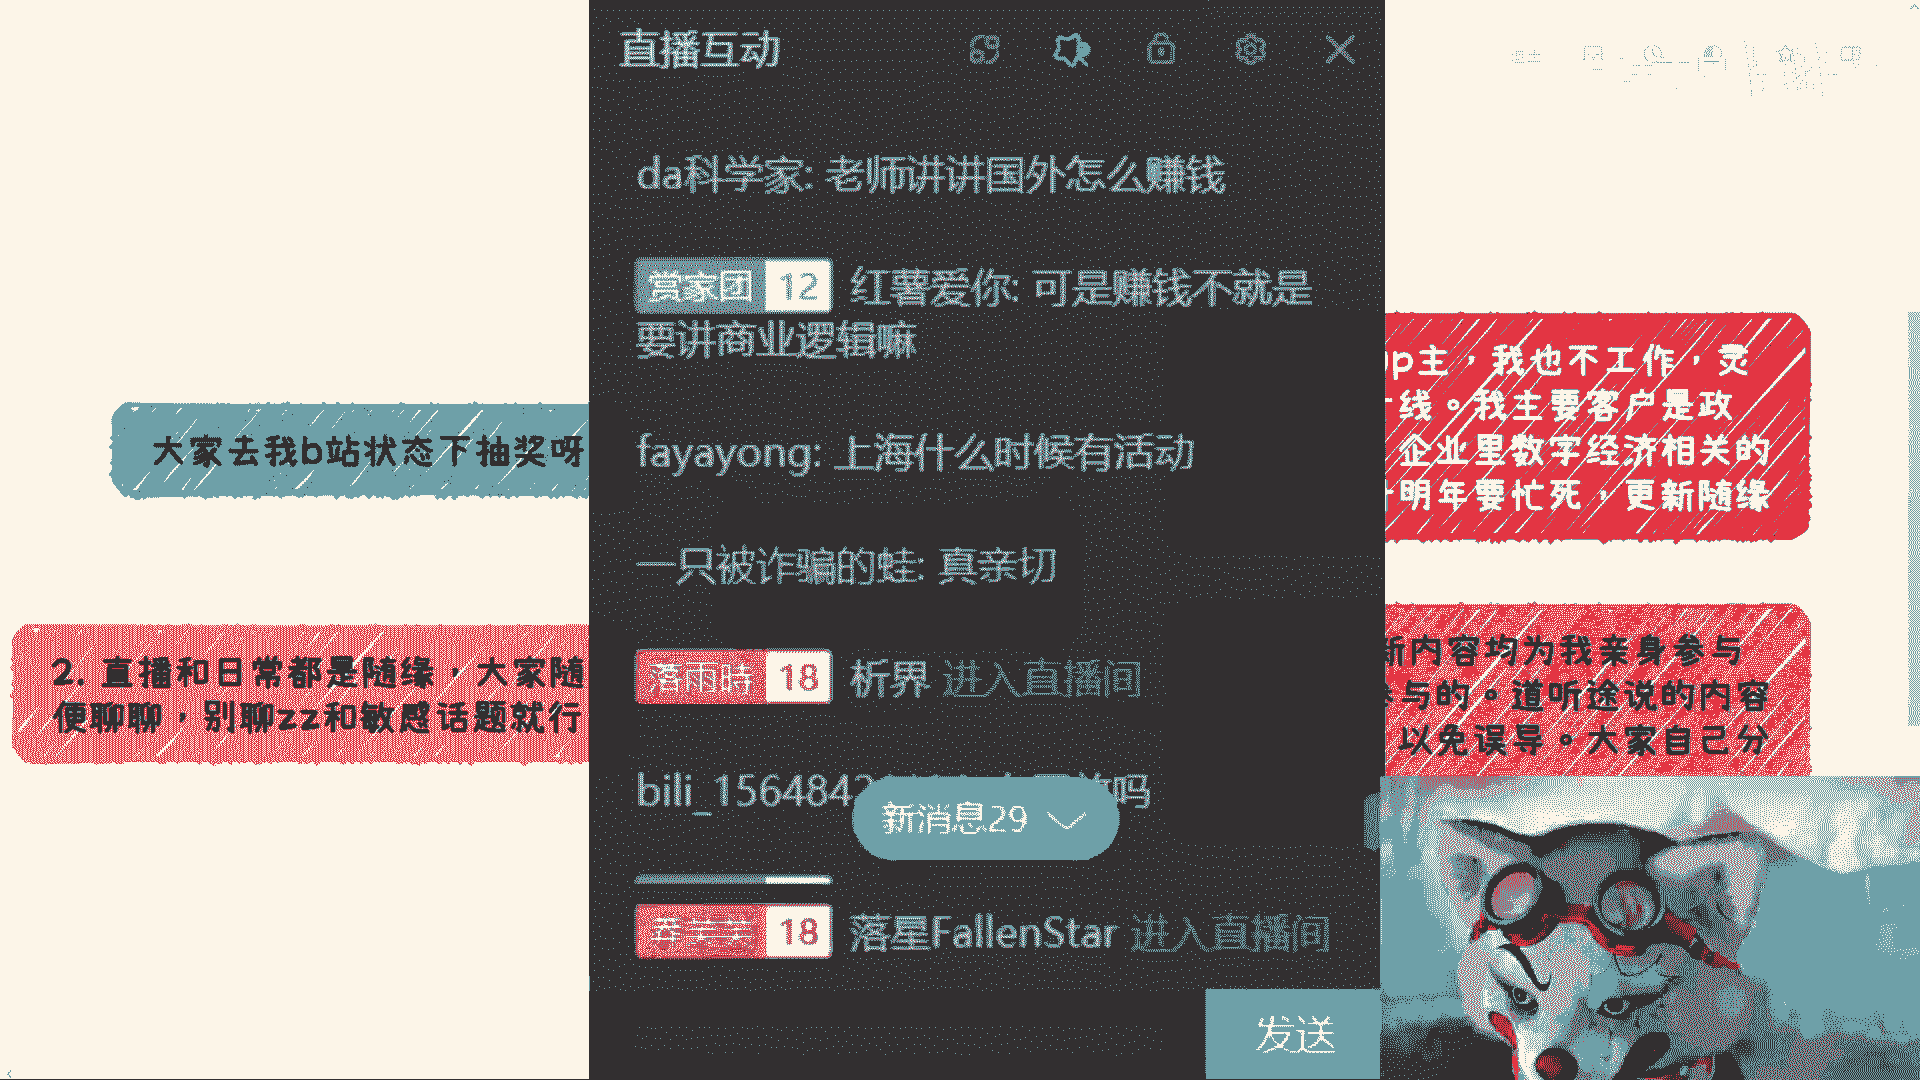 直播互动
da科学家: 老师讲讲国外怎么赚钱
赏家团 12 红薯爱你: 可是赚钱不就是
要讲商业逻辑嘛
fayayong: 上海什么时候有活动
一只被诈骗的蛙: 真亲切
落雨時 18 析界 进入直播间
bili_156484
吗
新消息29
18 落星FallenStar 进入直播间
发送
大家去我b站状态下抽奖呀
2. 直播和日常都是随缘，大家随
便聊聊，别聊zz和敏感话题就行
p主，我也不工作，灵
线。我主要客户是政
企业里数字经济相关的
明年要忙死，更新随缘
新内容均为我亲身参与
参与的。道听途说的内容
以免误导。大家自己分